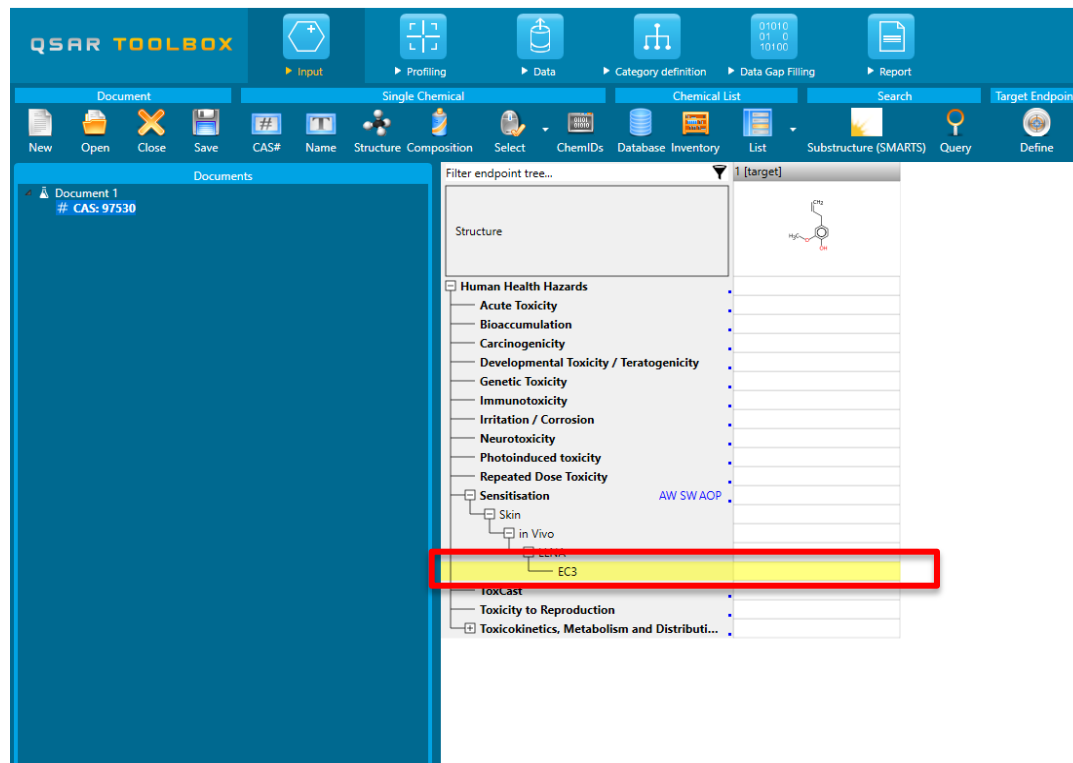 QSAR TOOLBOX
01010
01 0
10100
Input
Profiling
Data
Category definition
Data Gap Filling
Report
Document
Single Chemical
Chemical List
Search
Target Endpoin
#
T
New
Open
Close
Save
CAS#
Name
Structure
Composition
Select
ChemIDs
Database
Inventory
List
Substructure (SMARTS)
Query
Define
Documents
Document 1
# CAS: 97530
Filter endpoint tree...
1 [target]
Structure
CH2
H3C
O
OH
Human Health Hazards
Acute Toxicity
Bioaccumulation
Carcinogenicity
Developmental Toxicity / Teratogenicity
Genetic Toxicity
Immunotoxicity
Irritation / Corrosion
Neurotoxicity
Photoinduced toxicity
Repeated Dose Toxicity
Sensitisation AW SW AOP
Skin
in Vivo
LLNA
EC3
ToxCast
Toxicity to Reproduction
Toxicokinetics, Metabolism and Distributi...